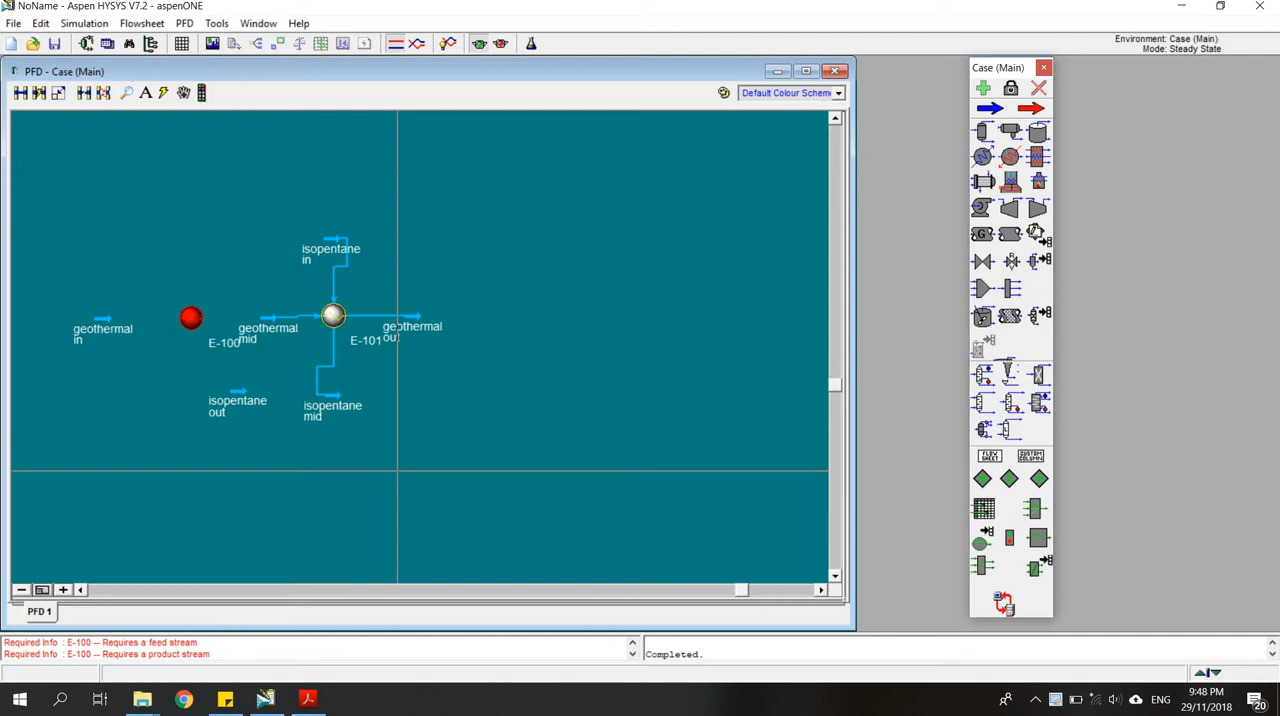 NoName - Aspen HYSYS V7.2 - aspenONE
File Edit Simulation Flowsheet PFD Tools Window Help
Environment: Case (Main)
Mode: Steady State
PFD - Case (Main)
Default Colour Schem
A
isopentane
in
geothermal
in
E-100
geothermal
mid
E-101
geothermal
out
isopentane
out
isopentane
mid
PFD 1
Case (Main)
G
R
FLOW
SHEET
CUSTOM
COLUMN
Required Info : E-100 -- Requires a feed stream
Required Info : E-100 -- Requires a product stream
Completed.
ENG
9:48 PM
29/11/2018
20